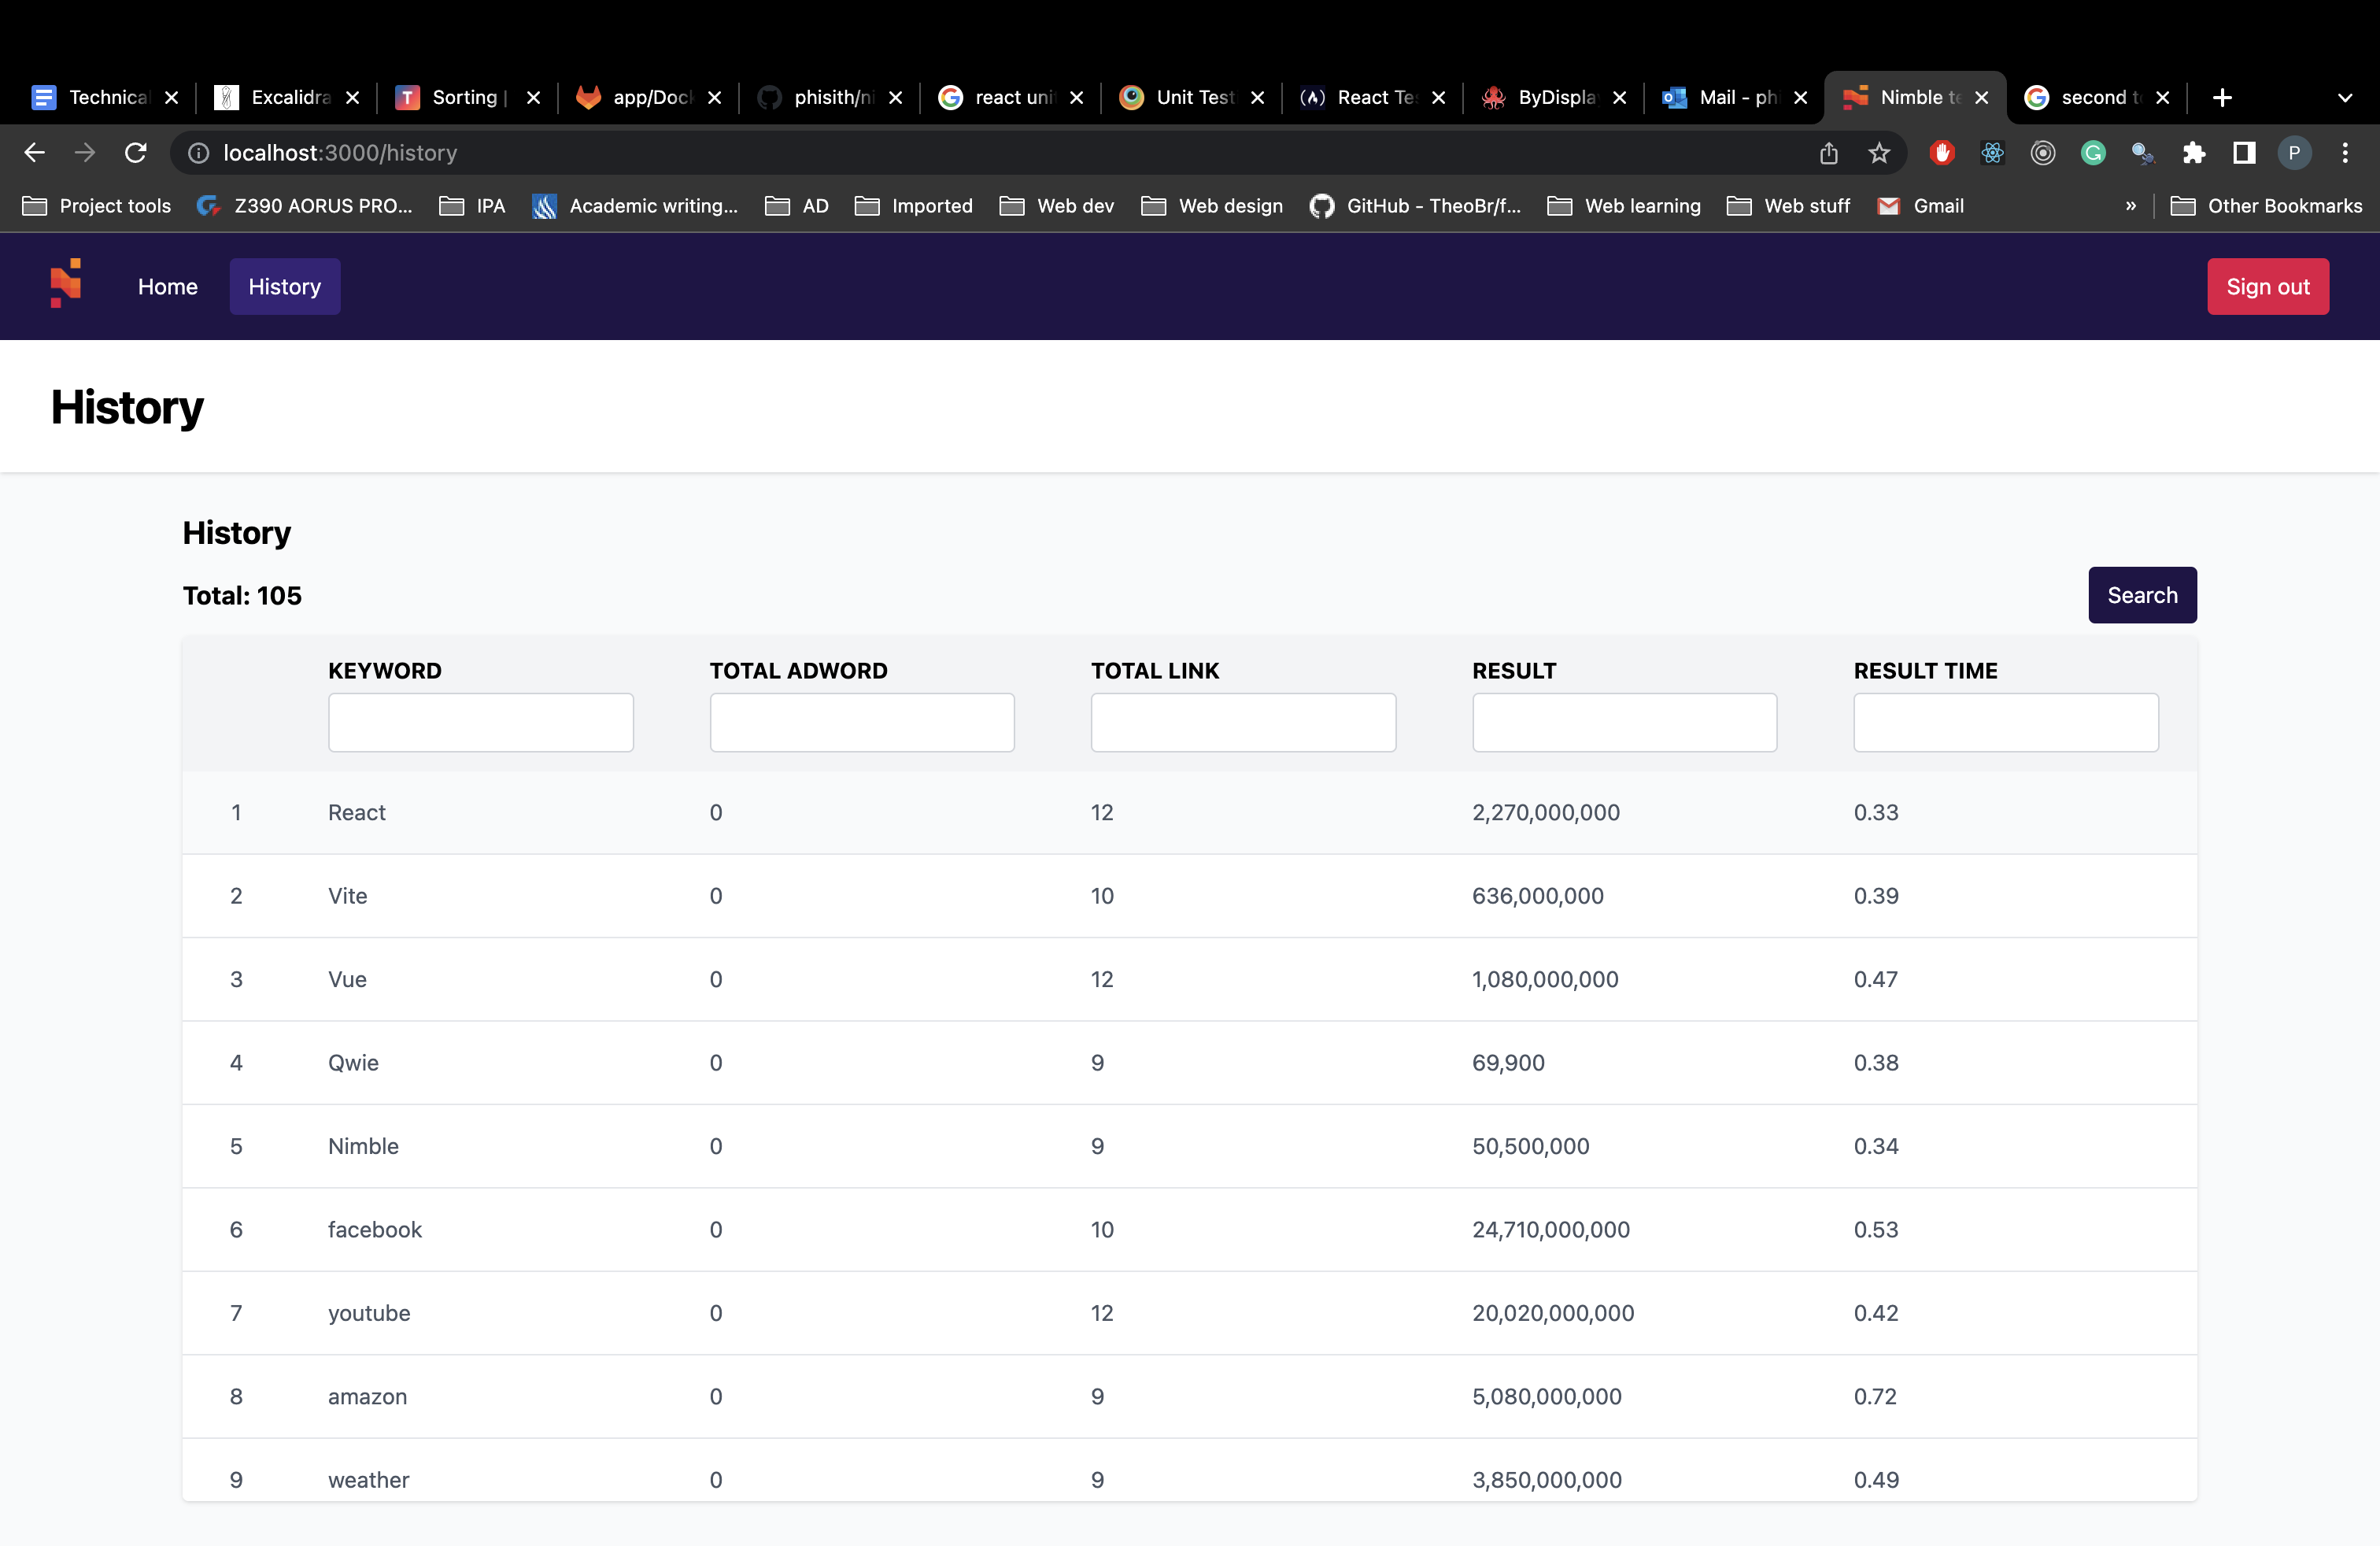 Technical Excalidra Sorting | app/Dock phisith/ni react uni Unit Test React Tes ByDispla Mail - phi Nimble te second t
localhost:3000/history P
Project tools Z390 AORUS PRO... IPA Academic writing... AD Imported Web dev Web design GitHub - TheoBr/f... Web learning Web stuff Gmail » Other Bookmarks
Home History Sign out
History
History
Total: 105 Search
KEYWORD TOTAL ADWORD TOTAL LINK RESULT RESULT TIME
1 React 0 12 2,270,000,000 0.33
2 Vite 0 10 636,000,000 0.39
3 Vue 0 12 1,080,000,000 0.47
4 Qwie 0 9 69,900 0.38
5 Nimble 0 9 50,500,000 0.34
6 facebook 0 10 24,710,000,000 0.53
7 youtube 0 12 20,020,000,000 0.42
8 amazon 0 9 5,080,000,000 0.72
9 weather 0 9 3,850,000,000 0.49